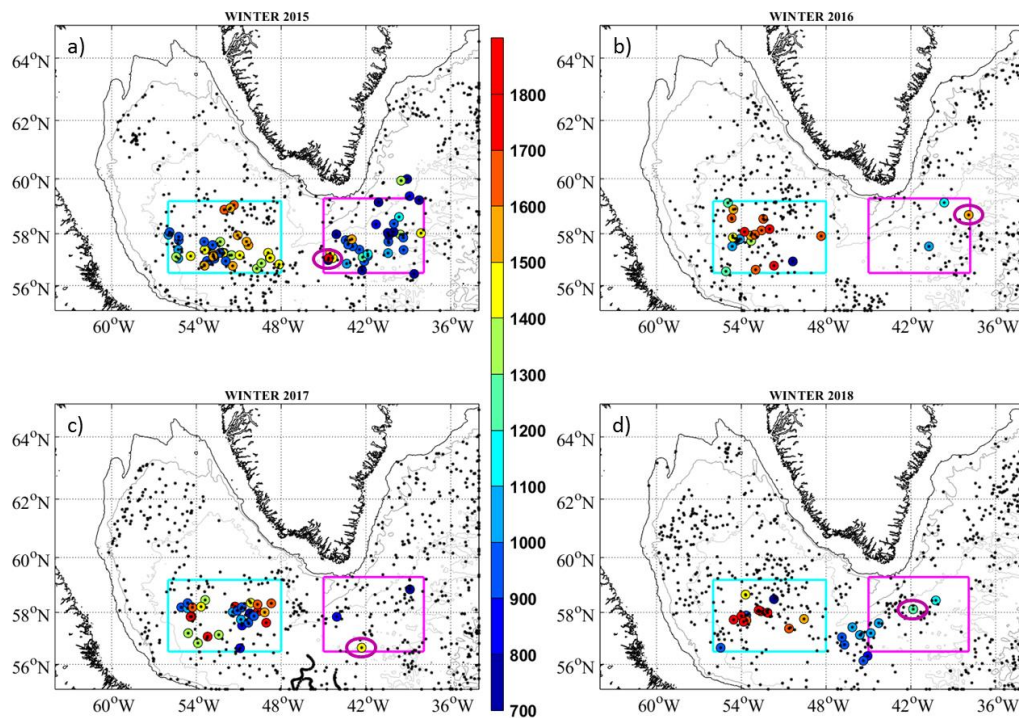 WINTER 2015
a)
64°N
62°N
60°N
58°N
56°N
60°W
54°W
48°W
42°W
36°W
1800
1700
1600
1500
1400
1300
1200
1100
1000
900
800
700
WINTER 2016
b)
64°N
62°N
60°N
58°N
56°N
60°W
54°W
48°W
42°W
36°W
WINTER 2017
c)
64°N
62°N
60°N
58°N
56°N
60°W
54°W
48°W
42°W
36°W
WINTER 2018
d)
64°N
62°N
60°N
58°N
56°N
60°W
54°W
48°W
42°W
36°W